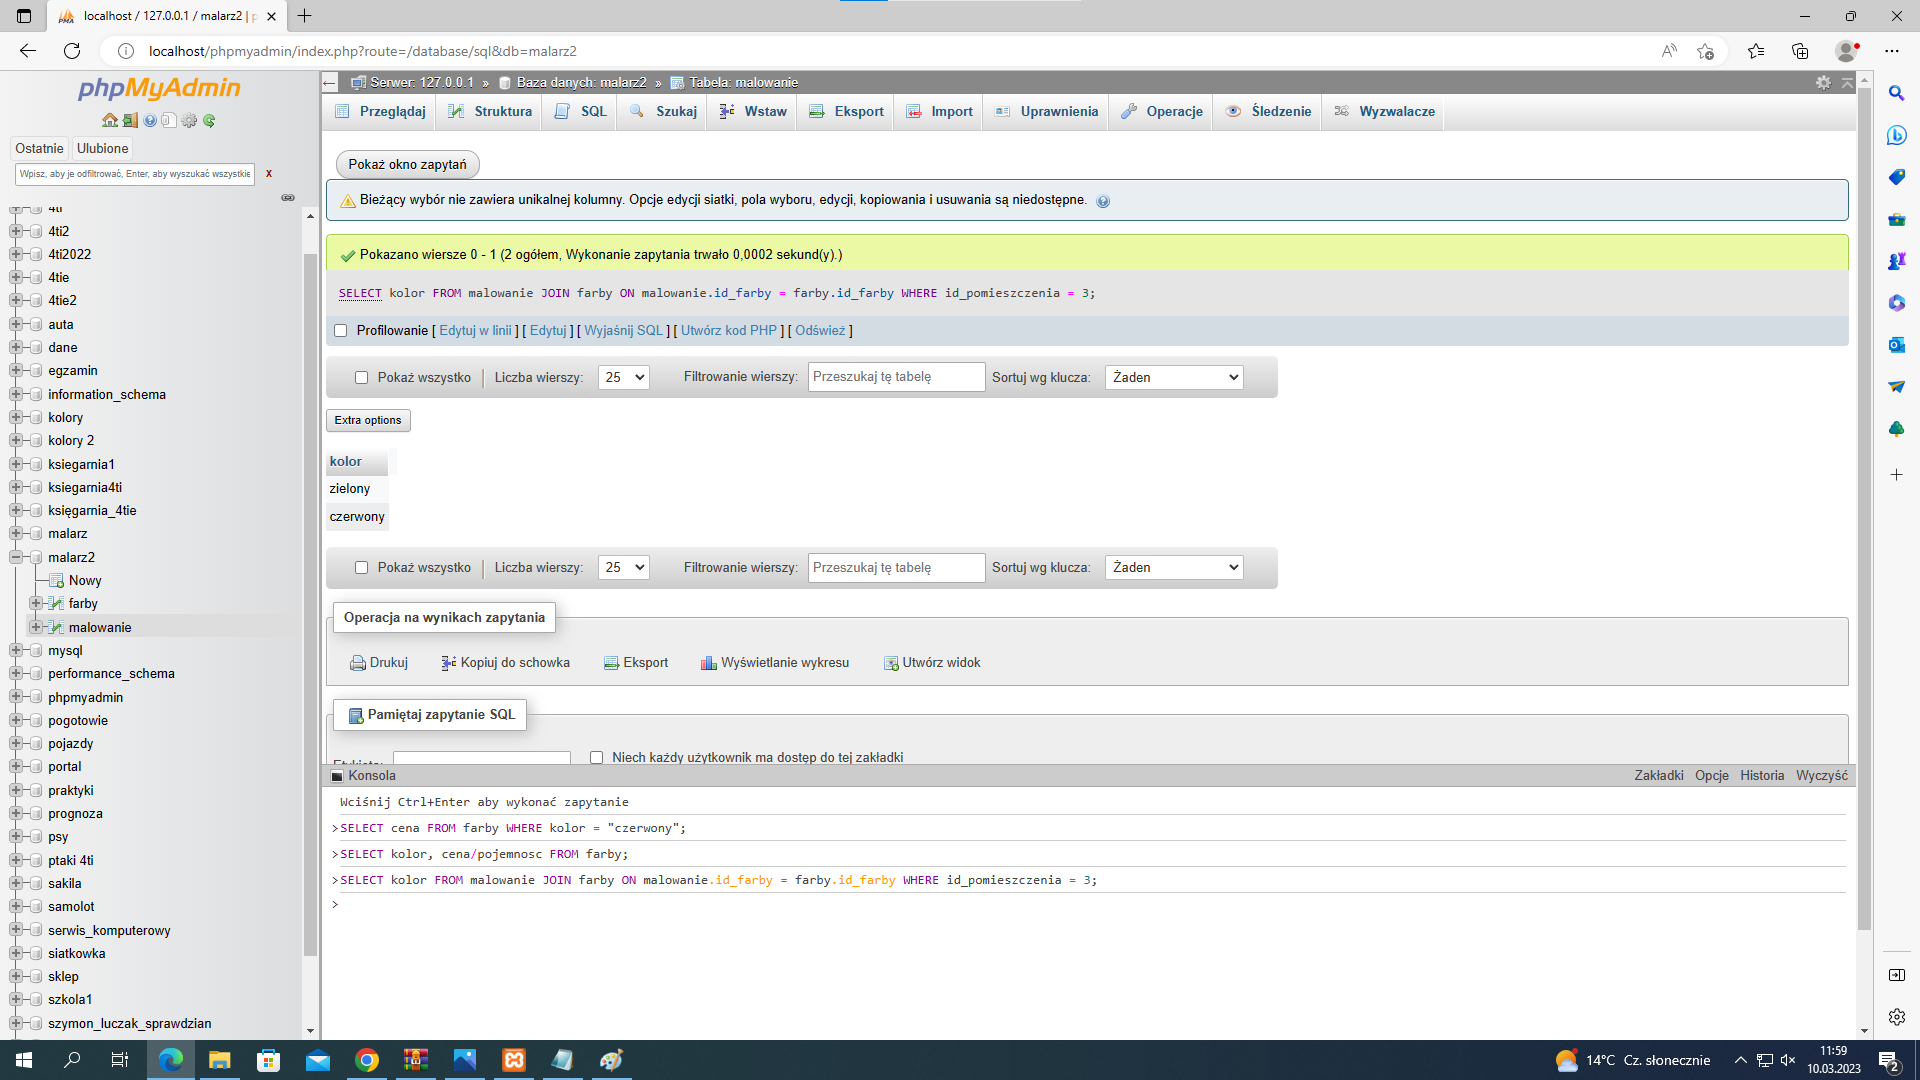 localhost / 127.0.0.1 / malarz2 | p
localhost/phpmyadmin/index.php?route=/database/sql&db=malarz2
phpMyAdmin
Ostatnie Ulubione
Wpisz, aby je odfiltrować, Enter, aby wyszukać wszystkie
X
4ti
4ti2
4ti2022
4tie
4tie2
auta
dane
egzamin
information_schema
kolory
kolory 2
ksiegarnia1
ksiegarnia4ti
księgarnia_4tie
malarz
malarz2
Nowy
farby
malowanie
mysql
performance_schema
phpmyadmin
pogotowie
pojazdy
portal
praktyki
prognoza
psy
ptaki 4ti
sakila
samolot
serwis_komputerowy
siatkowka
sklep
szkola1
szymon_luczak_sprawdzian
Serwer: 127.0.0.1 » Baza danych: malarz2 » Tabela: malowanie
Przeglądaj Struktura SQL Szukaj Wstaw Eksport Import Uprawnienia Operacje Śledzenie Wyzwalacze
Pokaż okno zapytań
Bieżący wybór nie zawiera unikalnej kolumny. Opcje edycji siatki, pola wyboru, edycji, kopiowania i usuwania są niedostępne.
Pokazano wiersze 0 - 1 (2 ogółem, Wykonanie zapytania trwało 0,0002 sekund(y).)
SELECT kolor FROM malowanie JOIN farby ON malowanie.id_farby = farby.id_farby WHERE id_pomieszczenia = 3;
Profilowanie [ Edytuj w linii ] [ Edytuj ] [ Wyjaśnij SQL ] [ Utwórz kod PHP ] [ Odśwież ]
Pokaż wszystko | Liczba wierszy: 25 Filtrowanie wierszy: Przeszukaj tę tabelę Sortuj wg klucza: Żaden
Extra options
kolor
zielony
czerwony
Pokaż wszystko | Liczba wierszy: 25 Filtrowanie wierszy: Przeszukaj tę tabelę Sortuj wg klucza: Żaden
Operacja na wynikach zapytania
Drukuj Kopiuj do schowka Eksport Wyświetlanie wykresu Utwórz widok
Pamiętaj zapytanie SQL
Etykieta: Niech każdy użytkownik ma dostęp do tej zakładki
Konsola Zakładki Opcje Historia Wyczyść
Wciśnij Ctrl+Enter aby wykonać zapytanie
>SELECT cena FROM farby WHERE kolor = "czerwony";
>SELECT kolor, cena/pojemnosc FROM farby;
>SELECT kolor FROM malowanie JOIN farby ON malowanie.id_farby = farby.id_farby WHERE id_pomieszczenia = 3;
>
14°C Cz. słonecznie
11:59
10.03.2023
2